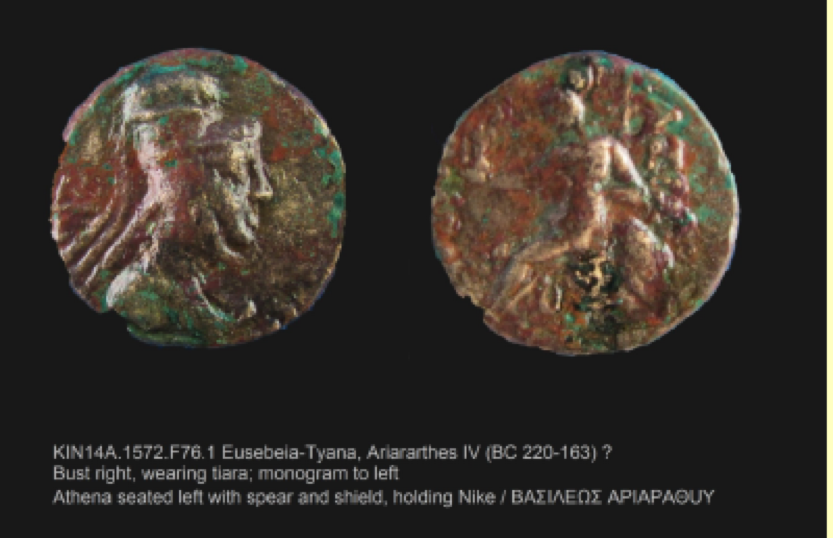 KIN14A.1572.F76.1 Eusebeia-Tyana, Ariararthes IV (BC 220-163) ?
Bust right, wearing tiara; monogram to left
Athena seated left with spear and shield, holding Nike / ΒΑΣΙΛΕΩΣ ΑΡΙΑΡΑΘUΥ